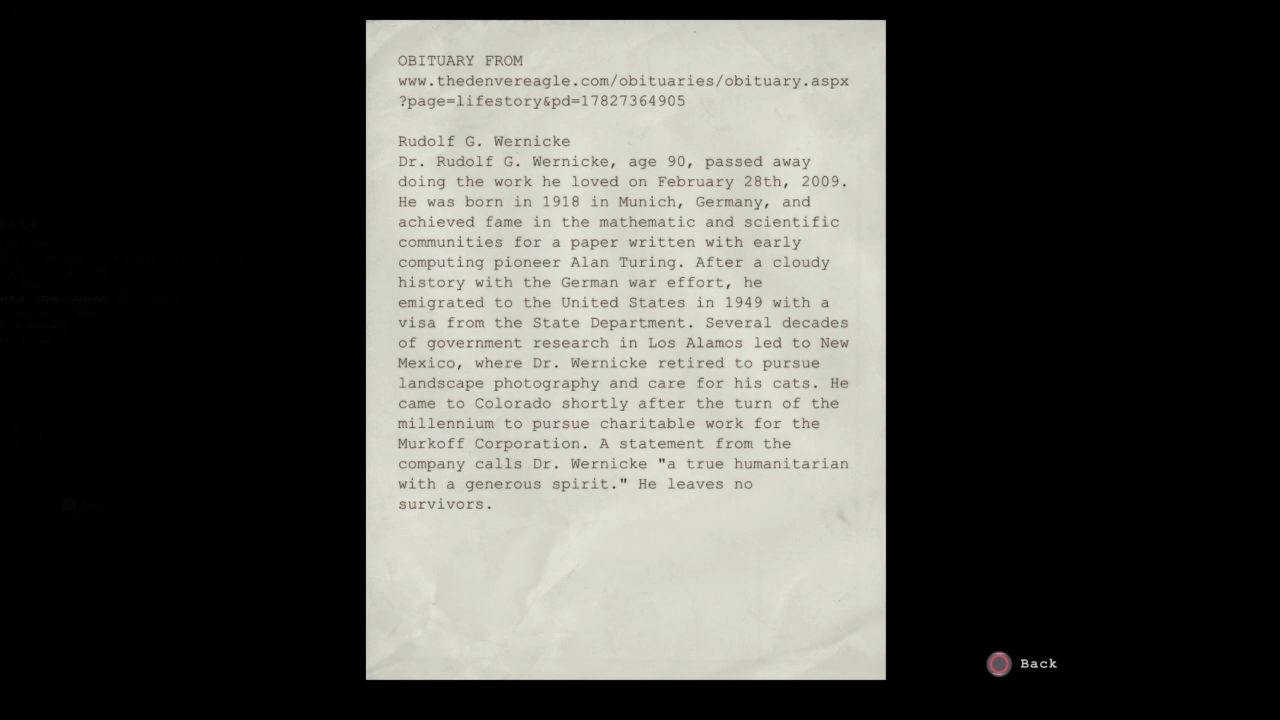 OBITUARY FROM
www.thedenvereagle.com/obituaries/obituary.aspx
?page=lifestory&pd=17827364905
Rudolf G. Wernicke
Dr. Rudolf G. Wernicke, age 90, passed away
doing the work he loved on February 28th, 2009.
He was born in 1918 in Munich, Germany, and
achieved fame in the mathematic and scientific
communities for a paper written with early
computing pioneer Alan Turing. After a cloudy
history with the German war effort, he
emigrated to the United States in 1949 with a
visa from the State Department. Several decades
of government research in Los Alamos led to New
Mexico, where Dr. Wernicke retired to pursue
landscape photography and care for his cats. He
came to Colorado shortly after the turn of the
millennium to pursue charitable work for the
Murkoff Corporation. A statement from the
company calls Dr. Wernicke "a true humanitarian
with a generous spirit." He leaves no
survivors.
Back